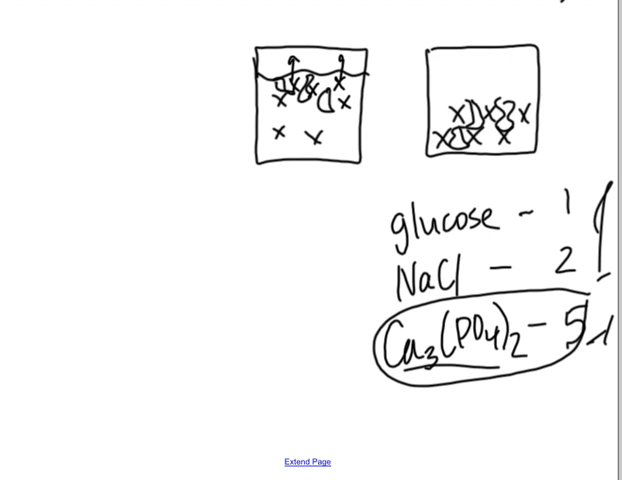 glucose - 1
NaCl - 2
Ca3(PO4)2 - 5
Extend Page